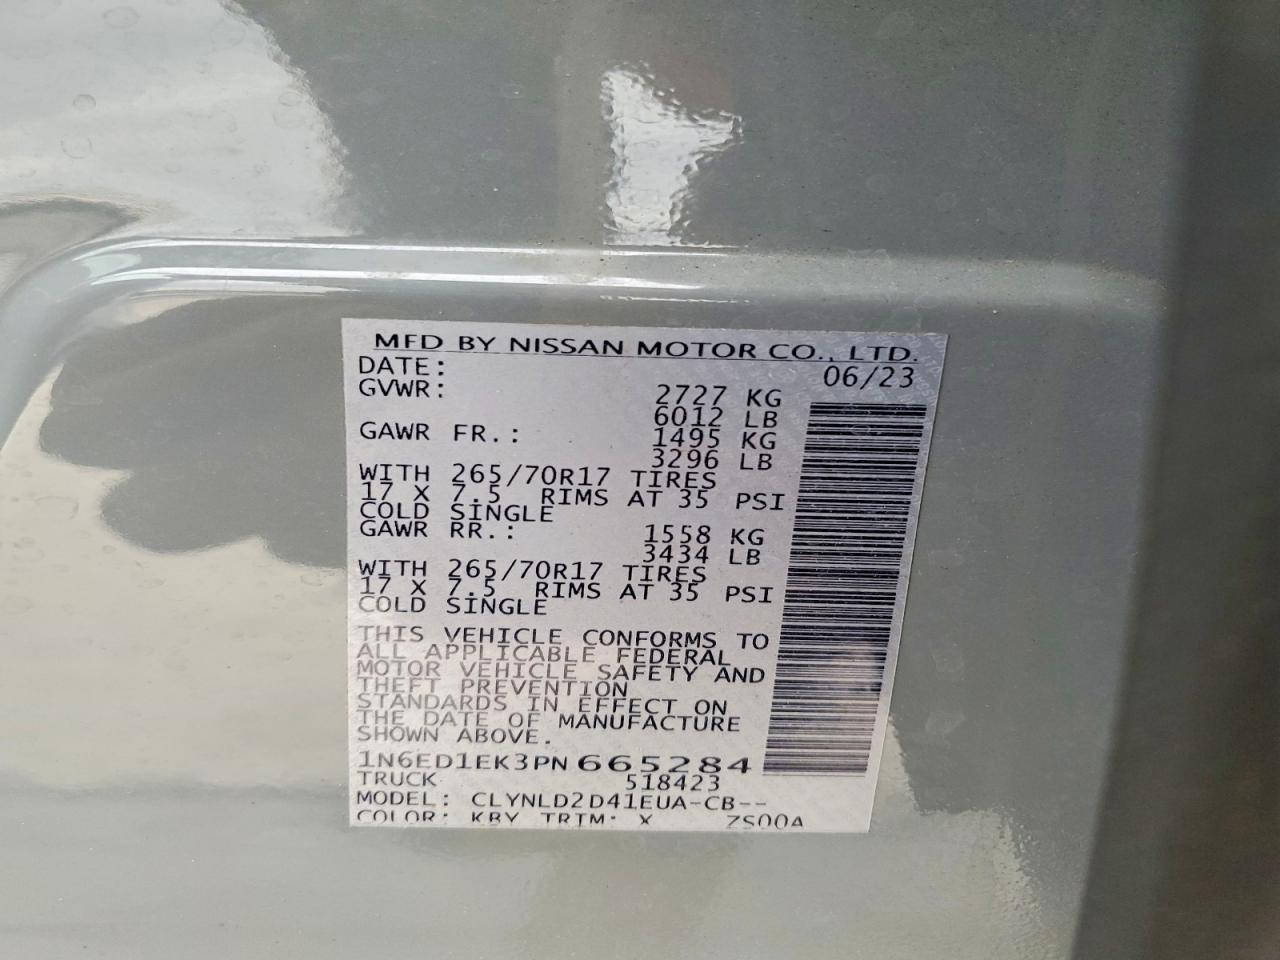 MFD BY NISSAN MOTOR CO., LTD.
DATE: 06/23
GVWR: 2727 KG
6012 LB
GAWR FR.: 1495 KG
3296 LB
WITH 265/70R17 TIRES
17 X 7.5 RIMS AT 35 PSI
COLD SINGLE
GAWR RR.: 1558 KG
3434 LB
WITH 265/70R17 TIRES
17 X 7.5 RIMS AT 35 PSI
COLD SINGLE
THIS VEHICLE CONFORMS TO
ALL APPLICABLE FEDERAL
MOTOR VEHICLE SAFETY AND
THEFT PREVENTION
STANDARDS IN EFFECT ON
THE DATE OF MANUFACTURE
SHOWN ABOVE.
1N6ED1EK3PN665284
TRUCK 518423
MODEL: CLYNLD2D41EUA-CB--
COLOR: KBY TRIM: X ZS00A